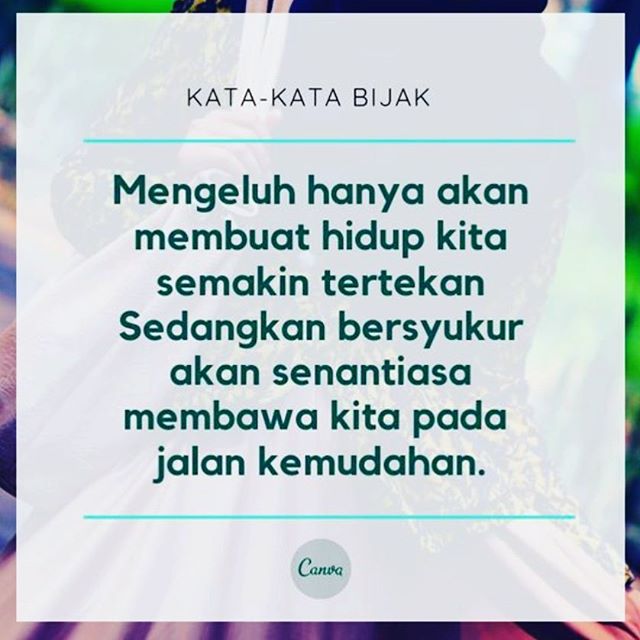 KATA-KATA BIJAK
Mengeluh hanya akan
membuat hidup kita
semakin tertekan
Sedangkan bersyukur
akan senantiasa
membawa kita pada
jalan kemudahan.
Canva